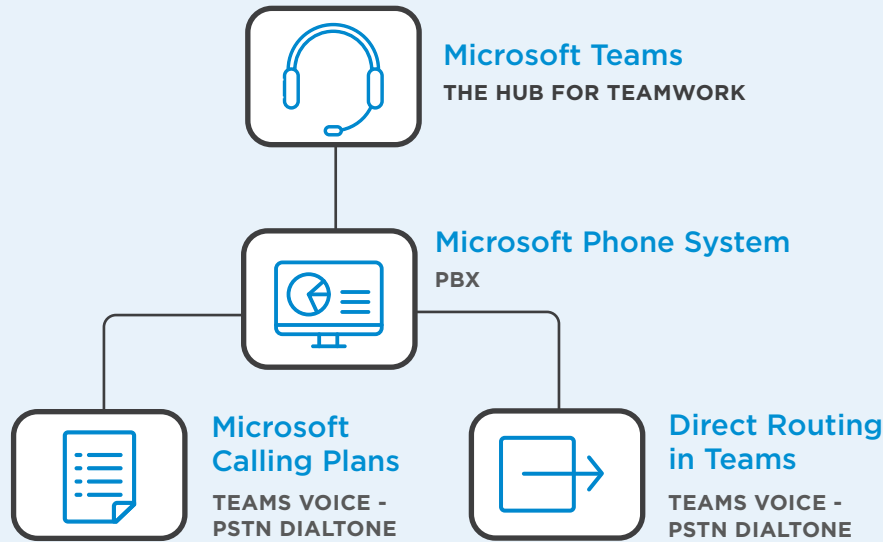 Microsoft Teams
THE HUB FOR TEAMWORK
Microsoft Phone System
PBX
Microsoft
Calling Plans
TEAMS VOICE -
PSTN DIALTONE
Direct Routing
in Teams
TEAMS VOICE -
PSTN DIALTONE